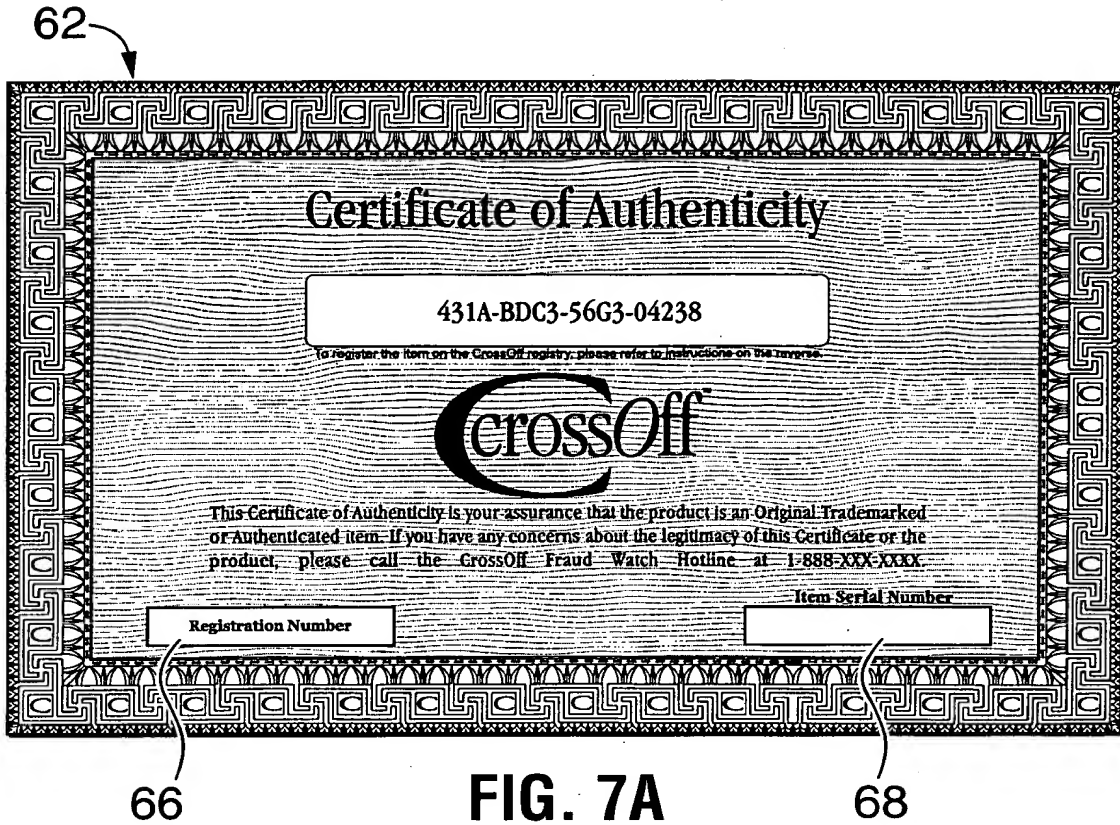 62
Certificate of Authenticity
431A-BDC3-56G3-04238
To register the item on the CrossOff registry, please refer to instructions on the reverse.
CcrossOff™
This Certificate of Authenticity is your assurance that the product is an Original Trademarked
or Authenticated item. If you have any concerns about the legitimacy of this Certificate or the
product, please call the CrossOff Fraud Watch Hotline at 1-888-XXX-XXXX.
Item Serial Number
Registration Number
66
FIG. 7A
68